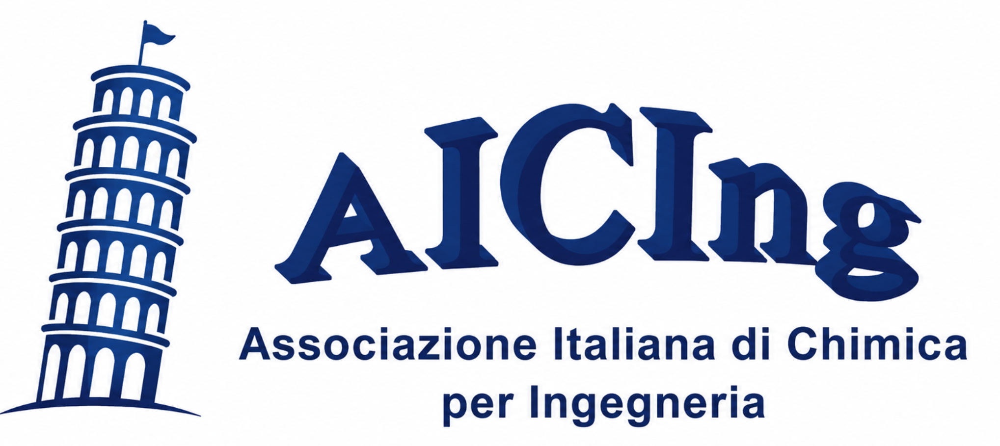 AICIng
Associazione Italiana di Chimica
per Ingegneria